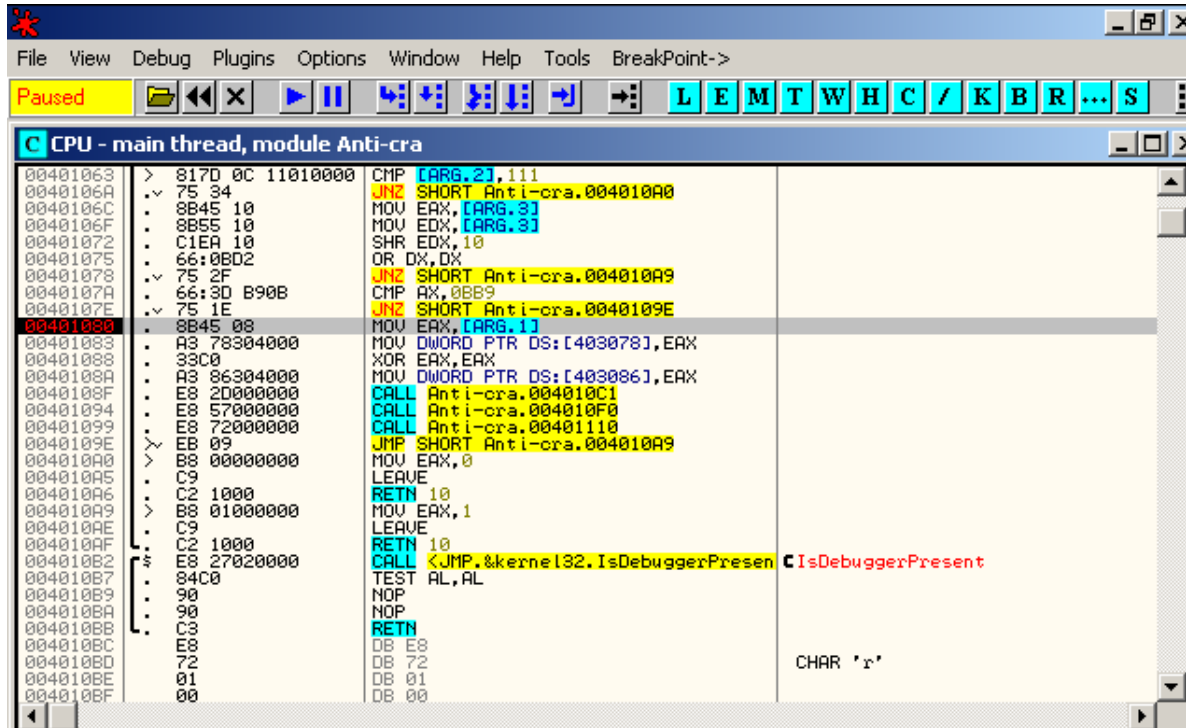 File View Debug Plugins Options Window Help Tools BreakPoint->
Paused L E M T W H C / K B R ... S
C CPU - main thread, module Anti-cra
00401063 > 817D 0C 11010000 CMP [ARG.2],111
0040106A .v 75 34 JNZ SHORT Anti-cra.004010A0
0040106C . 8B45 10 MOV EAX,[ARG.3]
0040106F . 8B55 10 MOV EDX,[ARG.3]
00401072 . C1EA 10 SHR EDX,10
00401075 . 66:0BD2 OR DX,DX
00401078 .v 75 2F JNZ SHORT Anti-cra.004010A9
0040107A . 66:3D B90B CMP AX,0BB9
0040107E .v 75 1E JNZ SHORT Anti-cra.0040109E
00401080 . 8B45 08 MOV EAX,[ARG.1]
00401083 . A3 78304000 MOV DWORD PTR DS:[403078],EAX
00401088 . 33C0 XOR EAX,EAX
0040108A . A3 86304000 MOV DWORD PTR DS:[403086],EAX
0040108F . E8 2D000000 CALL Anti-cra.004010C1
00401094 . E8 57000000 CALL Anti-cra.004010F0
00401099 . E8 72000000 CALL Anti-cra.00401110
0040109E >v EB 09 JMP SHORT Anti-cra.004010A9
004010A0 > B8 00000000 MOV EAX,0
004010A5 . C9 LEAVE
004010A6 . C2 1000 RETN 10
004010A9 > B8 01000000 MOV EAX,1
004010AE . C9 LEAVE
004010AF . C2 1000 RETN 10
004010B2 $ E8 27020000 CALL <JMP.&kernel32.IsDebuggerPresen IsDebuggerPresent
004010B7 . 84C0 TEST AL,AL
004010B9 . 90 NOP
004010BA . 90 NOP
004010BB . C3 RETN
004010BC E8 DB E8
004010BD 72 DB 72 CHAR 'r'
004010BE 01 DB 01
004010BF 00 DB 00